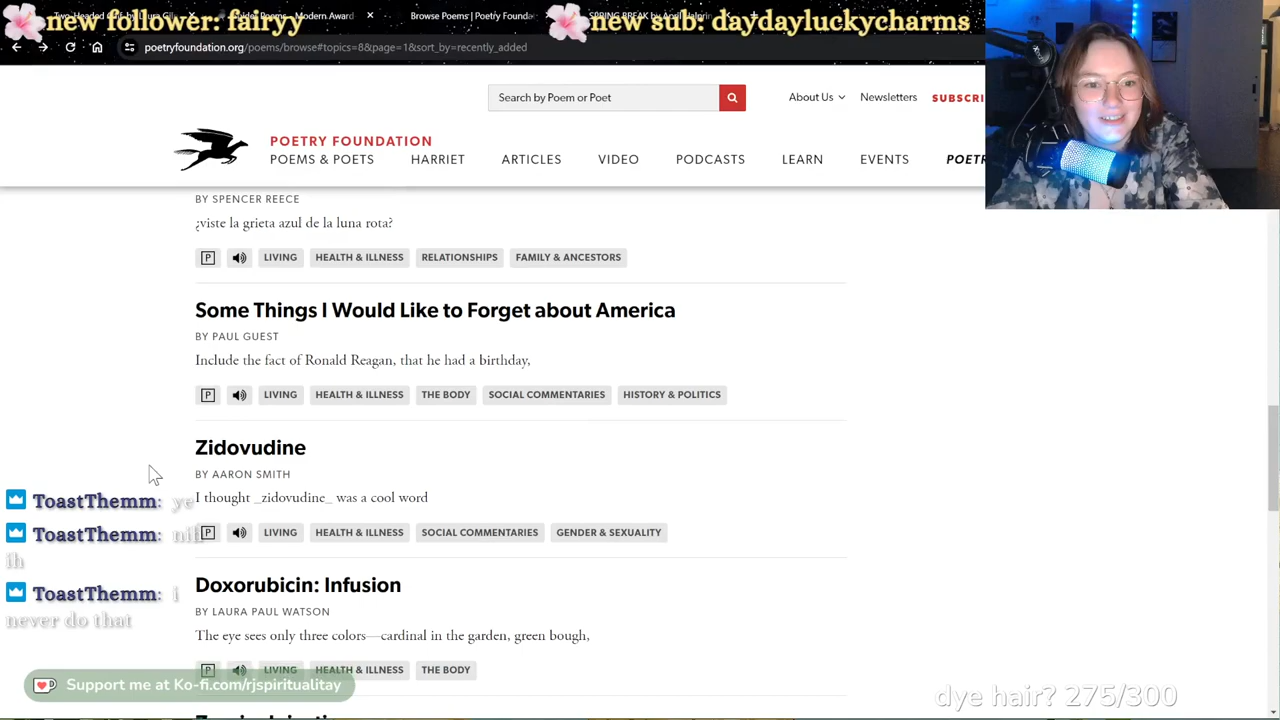 new follower: fairyy
new sub: daydayluckycharms
Browse Poems | Poetry Founda
poetryfoundation.org/poems/browse#topics=8&page=1&sort_by=recently_added
Search by Poem or Poet
About Us
Newsletters
SUBSCRI
POETRY FOUNDATION
POEMS & POETS
HARRIET
ARTICLES
VIDEO
PODCASTS
LEARN
EVENTS
POET
BY SPENCER REECE
¿viste la grieta azul de la luna rota?
P LIVING HEALTH & ILLNESS RELATIONSHIPS FAMILY & ANCESTORS
Some Things I Would Like to Forget about America
BY PAUL GUEST
Include the fact of Ronald Reagan, that he had a birthday,
P LIVING HEALTH & ILLNESS THE BODY SOCIAL COMMENTARIES HISTORY & POLITICS
Zidovudine
BY AARON SMITH
I thought _zidovudine_ was a cool word
P LIVING HEALTH & ILLNESS SOCIAL COMMENTARIES GENDER & SEXUALITY
Doxorubicin: Infusion
BY LAURA PAUL WATSON
The eye sees only three colors—cardinal in the garden, green bough,
P LIVING HEALTH & ILLNESS THE BODY
ToastThemm: ye
ToastThemm:
ih
ToastThemm: i
never do that
Support me at Ko-fi.com/rjspiritualitay
dye hair? 275/300